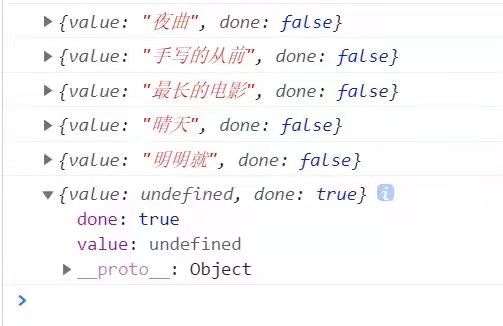 {value: "夜曲", done: false}
{value: "手写的从前", done: false}
{value: "最长的电影", done: false}
{value: "晴天", done: false}
{value: "明明就", done: false}
{value: undefined, done: true} i
done: true
value: undefined
__proto__: Object